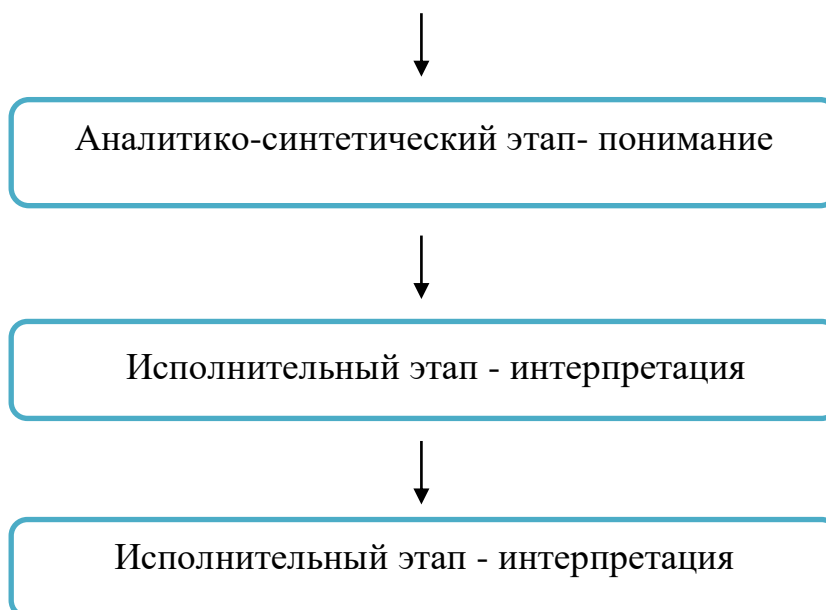 Аналитико-синтетический этап- понимание
Исполнительный этап - интерпретация
Исполнительный этап - интерпретация